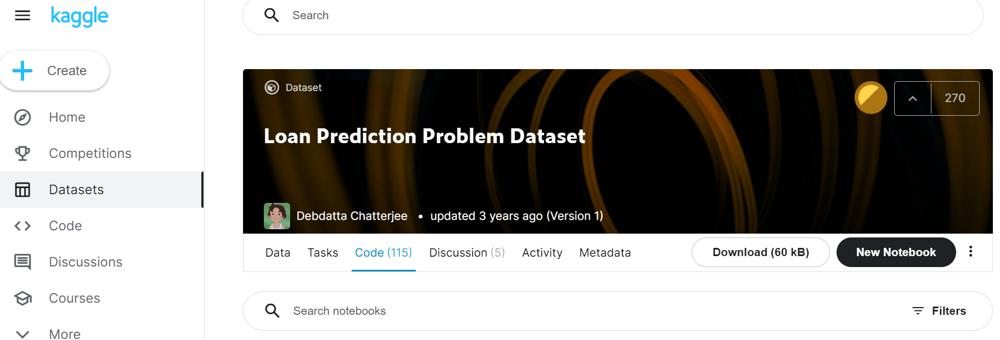 kaggle
Search
Create
Home
Competitions
Datasets
Code
Discussions
Courses
More
Dataset
270
Loan Prediction Problem Dataset
Debdatta Chatterjee • updated 3 years ago (Version 1)
Data Tasks Code (115) Discussion (5) Activity Metadata Download (60 kB) New Notebook
Search notebooks Filters